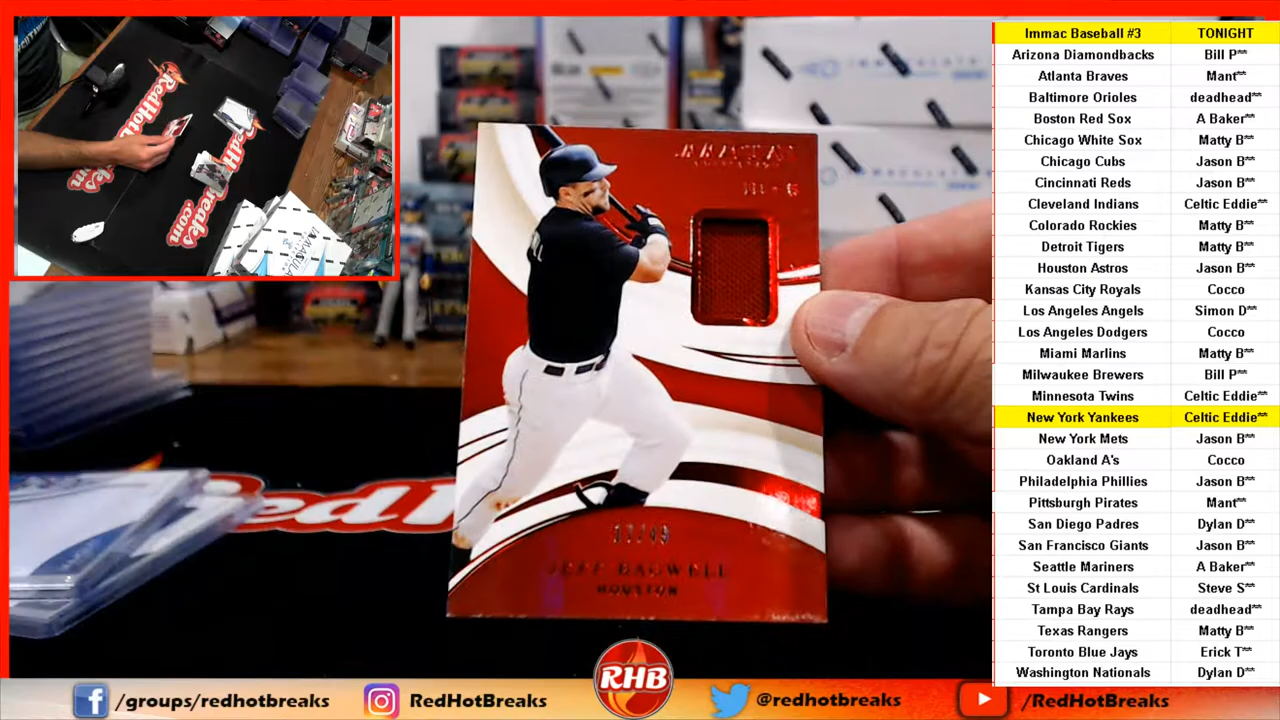 Immac Baseball #3 TONIGHT
Arizona Diamondbacks Bill P**
Atlanta Braves Mant**
Baltimore Orioles deadhead**
Boston Red Sox A Baker**
Chicago White Sox Matty B**
Chicago Cubs Jason B**
Cincinnati Reds Jason B**
Cleveland Indians Celtic Eddie**
Colorado Rockies Matty B**
Detroit Tigers Matty B**
Houston Astros Jason B**
Kansas City Royals Cocco
Los Angeles Angels Simon D**
Los Angeles Dodgers Cocco
Miami Marlins Matty B**
Milwaukee Brewers Bill P**
Minnesota Twins Celtic Eddie**
New York Yankees Celtic Eddie**
New York Mets Jason B**
Oakland A's Cocco
Philadelphia Phillies Jason B**
Pittsburgh Pirates Mant**
San Diego Padres Dylan D**
San Francisco Giants Jason B**
Seattle Mariners A Baker**
St Louis Cardinals Steve S**
Tampa Bay Rays deadhead**
Texas Rangers Matty B**
Toronto Blue Jays Erick T**
Washington Nationals Dylan D**
JEFF BAGWELL
HOUSTON
RHB
/groups/redhotbreaks
RedHotBreaks
@redhotbreaks
/RedHotBreaks